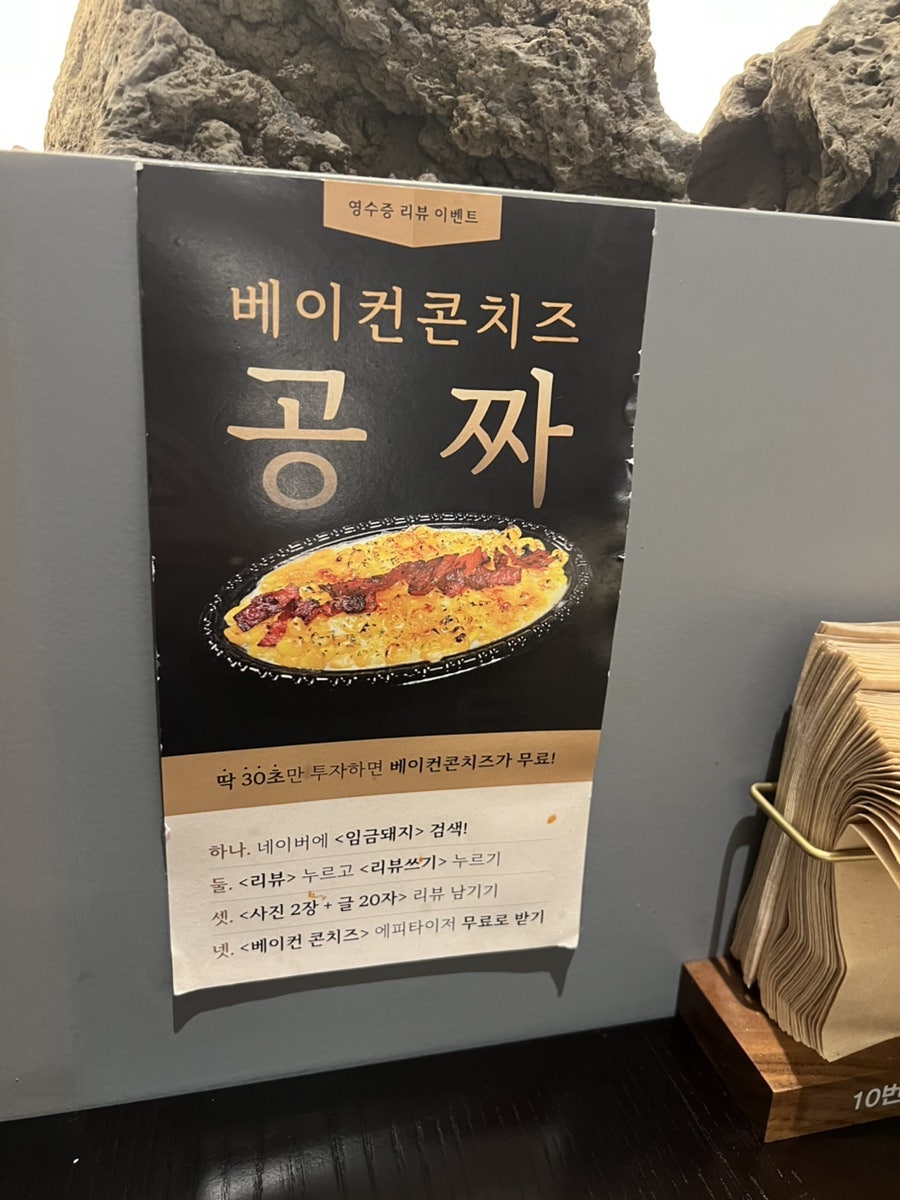 영수증 리뷰 이벤트
베이컨콘치즈
공짜
딱 30초만 투자하면 베이컨콘치즈가 무료!
하나. 네이버에 <임금돼지> 검색!
둘. <리뷰> 누르고 <리뷰쓰기> 누르기
셋. <사진 2장 + 글 20자> 리뷰 남기기
넷. <베이컨 콘치즈> 에피타이저 무료로 받기
10번